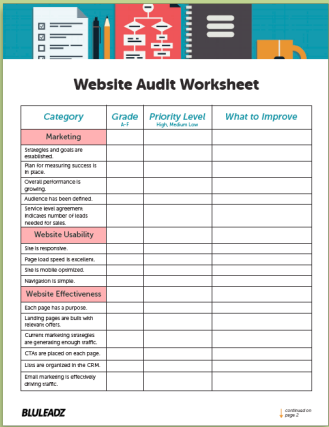 Website Audit Worksheet
Category Grade Priority Level What to Improve
A-F High, Medium Low
Marketing
Strategies and goals are
established.
Plan for measuring success is
in place.
Overall performance is
growing.
Audience has been defined.
Service level agreement
indicates number of leads
needed for sales.
Website Usability
Site is responsive.
Page load speed is excellent.
Site is mobile optimized.
Navigation is simple.
Website Effectiveness
Each page has a purpose.
Landing pages are built with
relevant offers.
Current marketing strategies
are generating enough traffic.
CTAs are placed on each page.
Lists are organized in the CRM.
Email marketing is effectively
driving traffic.
BLULEADZ
continued on
page 2